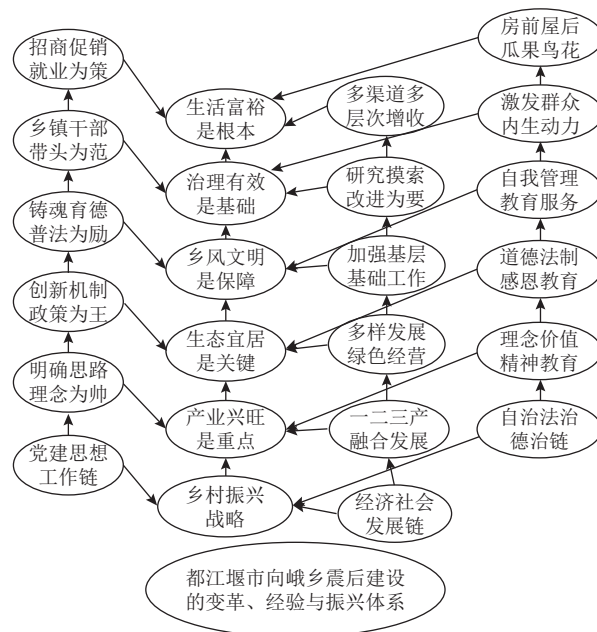 房前屋后
瓜果鸟花
招商促销
就业为策
生活富裕
是根本
多渠道多
层次增收
激发群众
内生动力
乡镇干部
带头为范
治理有效
是基础
研究摸索
改进为要
自我管理
教育服务
铸魂育德
普法为励
乡风文明
是保障
加强基层
基础工作
道德法制
感恩教育
创新机制
政策为王
生态宜居
是关键
多样发展
绿色经营
理念价值
精神教育
明确思路
理念为帅
产业兴旺
是重点
一二三产
融合发展
自治法治
德治链
党建思想
工作链
乡村振兴
战略
经济社会
发展链
都江堰市向峨乡震后建设
的变革、经验与振兴体系